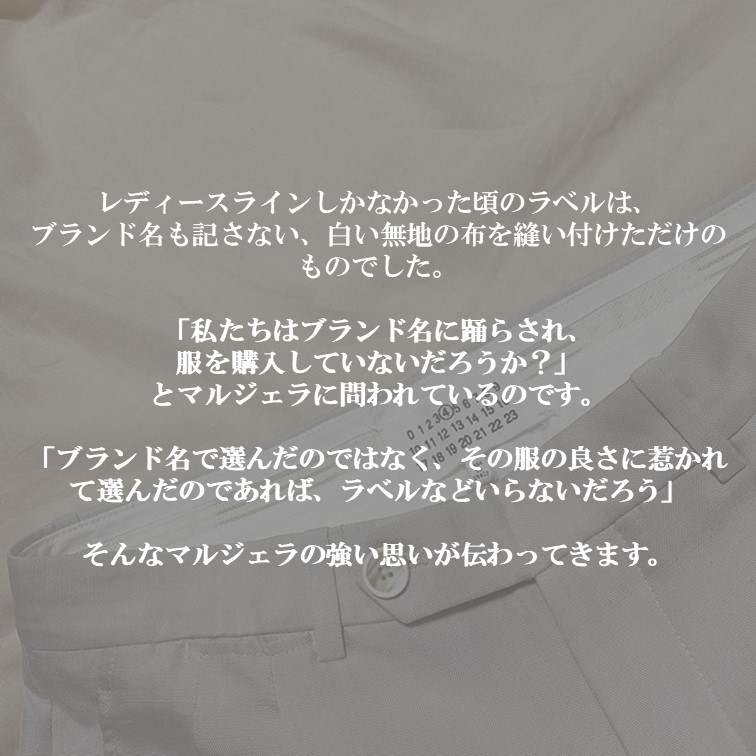 レディースラインしかなかった頃のラベルは、
ブランド名も記さない、白い無地の布を縫い付けただけの
ものでした。
「私たちはブランド名に踊らされ、
服を購入していないだろうか？」
とマルジェラに問われているのです。
0 1 2 3 ④ 5 6
10 11 12 13 14 15
18 19 20 21 22 23
「ブランド名で選んだのではなく、その服の良さに惹かれ
て選んだのであれば、ラベルなどいらないだろう」
そんなマルジェラの強い思いが伝わってきます。